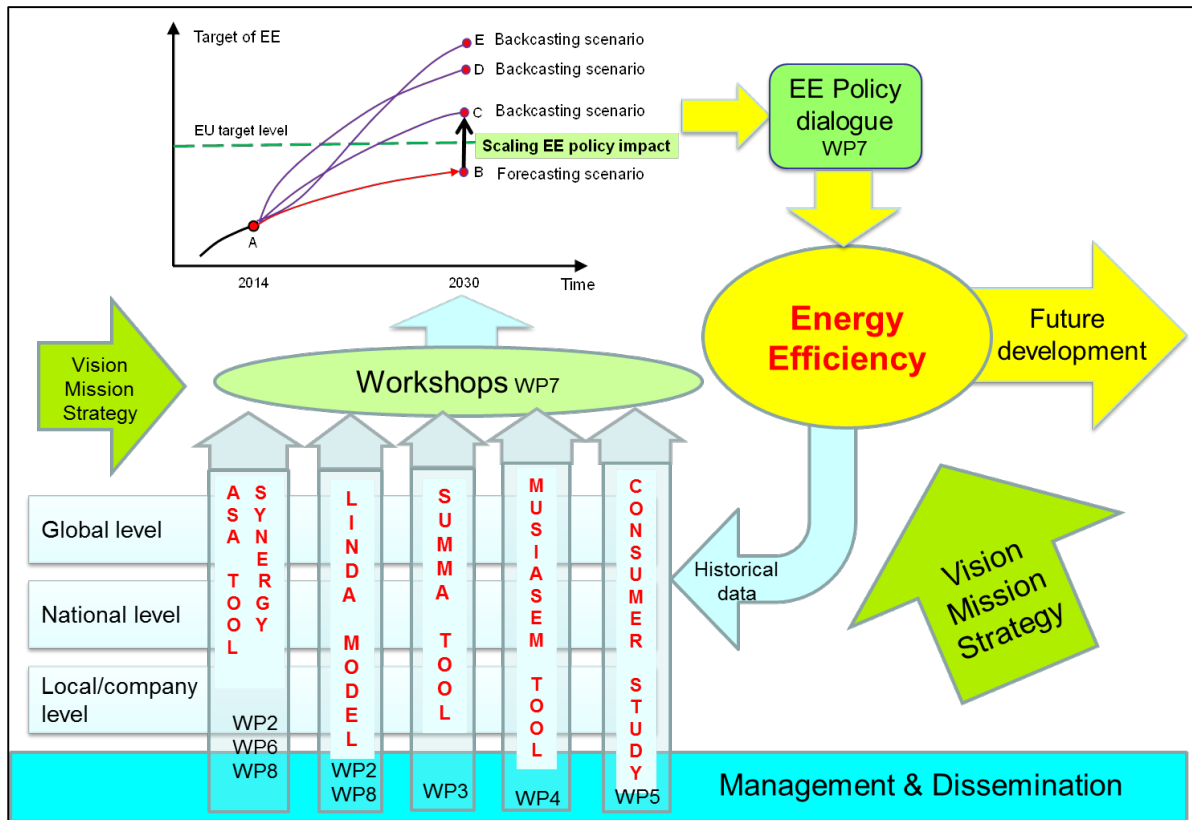 Target of EE
E Backcasting scenario
D Backcasting scenario
C Backcasting scenario
EU target level
Scaling EE policy impact
B Forecasting scenario
A
2014
2030
Time
EE Policy
dialogue
WP7
Energy
Efficiency
Future
development
Vision
Mission
Strategy
Workshops WP7
Global level
National level
Local/company
level
ASA TOOL
SYNERGY
LINDA MODEL
SUMMA TOOL
MUSIASEM TOOL
CONSUMER STUDY
Historical
data
Vision
Mission
Strategy
WP2
WP6
WP8
WP2
WP8
WP3
WP4
WP5
Management & Dissemination